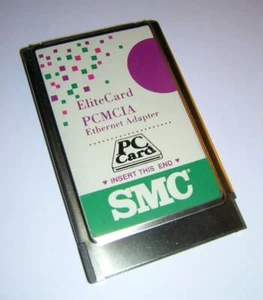 EliteCard
PCMCIA
Ethernet Adapter
PC
Card
▼ INSERT THIS END ▼
SMC